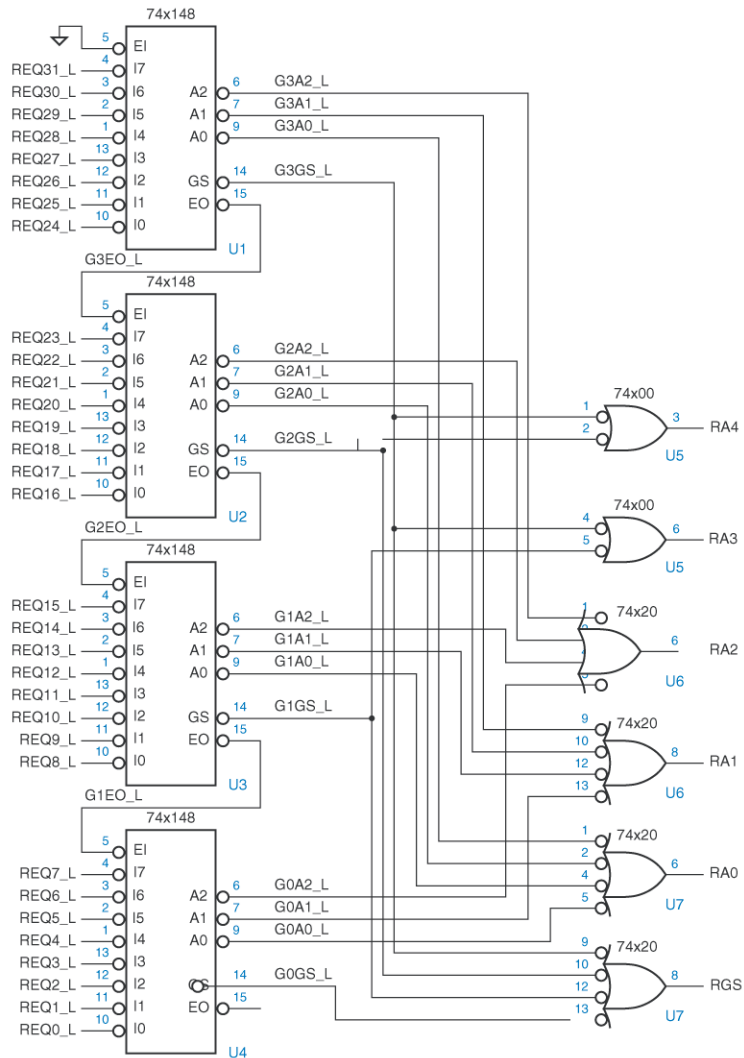 74x148
5 EI
REQ31_L 4 I7
REQ30_L 3 I6 A2 6 G3A2_L
REQ29_L 2 I5 A1 7 G3A1_L
REQ28_L 1 I4 A0 9 G3A0_L
REQ27_L 13 I3
REQ26_L 12 I2 GS 14 G3GS_L
REQ25_L 11 I1 EO 15
REQ24_L 10 I0
U1
G3EO_L
74x148
5 EI
REQ23_L 4 I7
REQ22_L 3 I6 A2 6 G2A2_L
REQ21_L 2 I5 A1 7 G2A1_L
REQ20_L 1 I4 A0 9 G2A0_L
REQ19_L 13 I3
REQ18_L 12 I2 GS 14 G2GS_L
REQ17_L 11 I1 EO 15
REQ16_L 10 I0
U2
G2EO_L
74x148
5 EI
REQ15_L 4 I7
REQ14_L 3 I6 A2 6 G1A2_L
REQ13_L 2 I5 A1 7 G1A1_L
REQ12_L 1 I4 A0 9 G1A0_L
REQ11_L 13 I3
REQ10_L 12 I2 GS 14 G1GS_L
REQ9_L 11 I1 EO 15
REQ8_L 10 I0
U3
G1EO_L
74x148
5 EI
REQ7_L 4 I7
REQ6_L 3 I6 A2 6 G0A2_L
REQ5_L 2 I5 A1 7 G0A1_L
REQ4_L 1 I4 A0 9 G0A0_L
REQ3_L 13 I3
REQ2_L 12 I2 14 G0GS_L
REQ1_L 11 I1 EO 15
REQ0_L 10 I0
U4
74x00
1
2
3 RA4
U5
74x00
4
5
6 RA3
U5
74x20
1
6 RA2
U6
74x20
9
10
12
13
8 RA1
U6
74x20
1
2
4
5
6 RA0
U7
74x20
9
10
12
13
8 RGS
U7